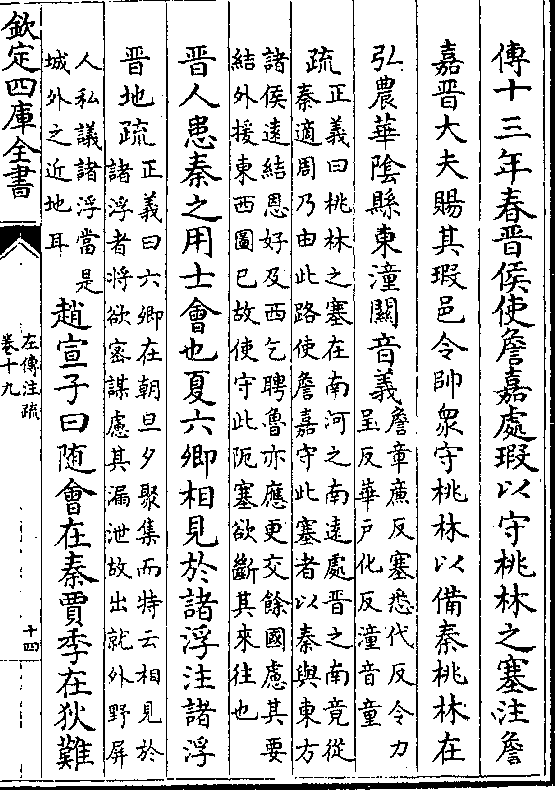 傳十三年春晋侯使詹嘉處瑕以守桃林之塞注詹
嘉晋大夫賜其瑕邑令帥衆守桃林以備秦桃林在
弘農華陰縣東潼關音義詹章廉反塞悉代反令力
呈反華戸化反潼音童
疏正義曰桃林之塞在南河之南遠處晋之南竟從
秦適周乃由此路使詹嘉守此塞者以秦與東方
諸侯遠結恩好及西乞聘魯亦應更交餘國慮其要
結外援東西圖已故使守此阨塞欲斷其來往也
晋人患秦之用士會也夏六卿相見於諸浮注諸浮
晋地疏正義曰六卿在朝旦夕聚集而特云相見於
諸浮者將欲密謀慮其漏泄故出就外野屏
人私議諸浮當是
城外之近地耳
趙宣子曰随會在秦賈季在狄難
欽定四庫全書
左傳注疏
卷十九
十四